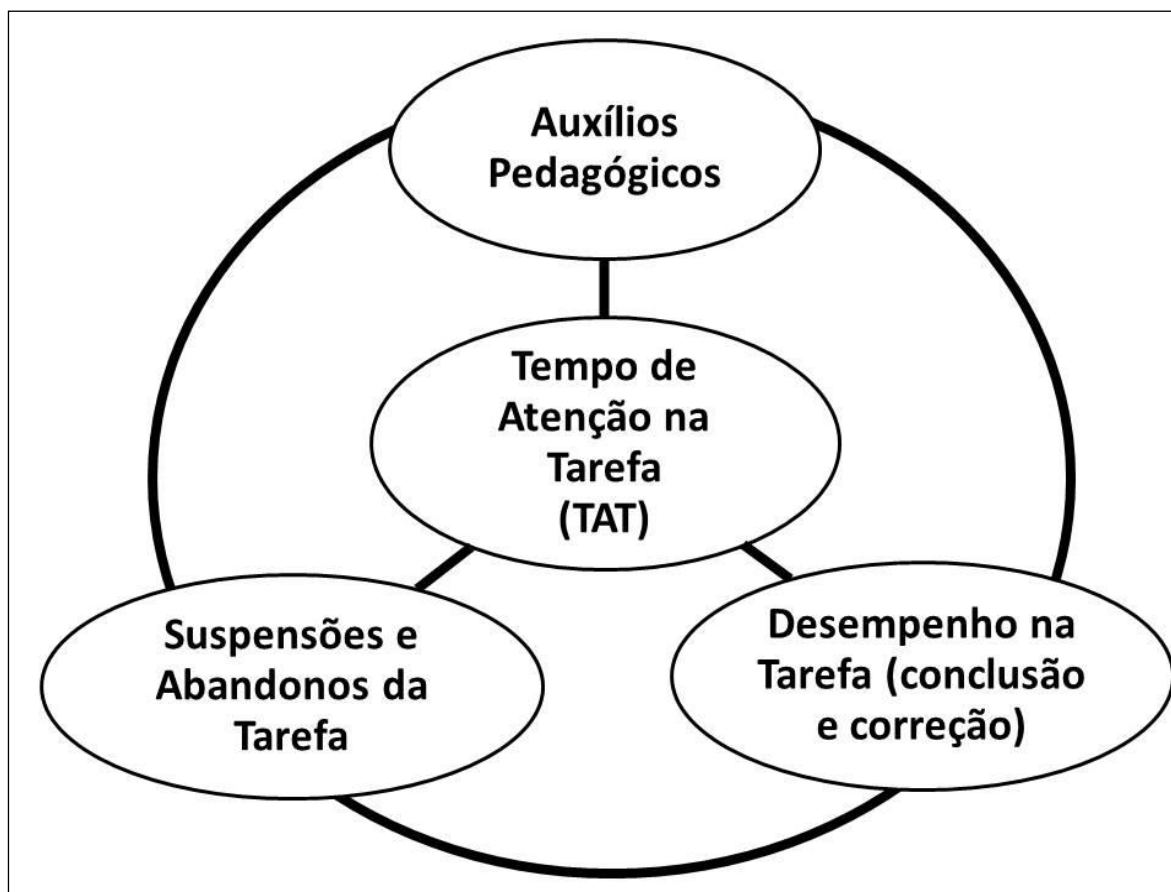 Auxílios
Pedagógicos
Tempo de
Atenção na
Tarefa
(TAT)
Suspensões e
Abandonos da
Tarefa
Desempenho na
Tarefa (conclusão
e correção)